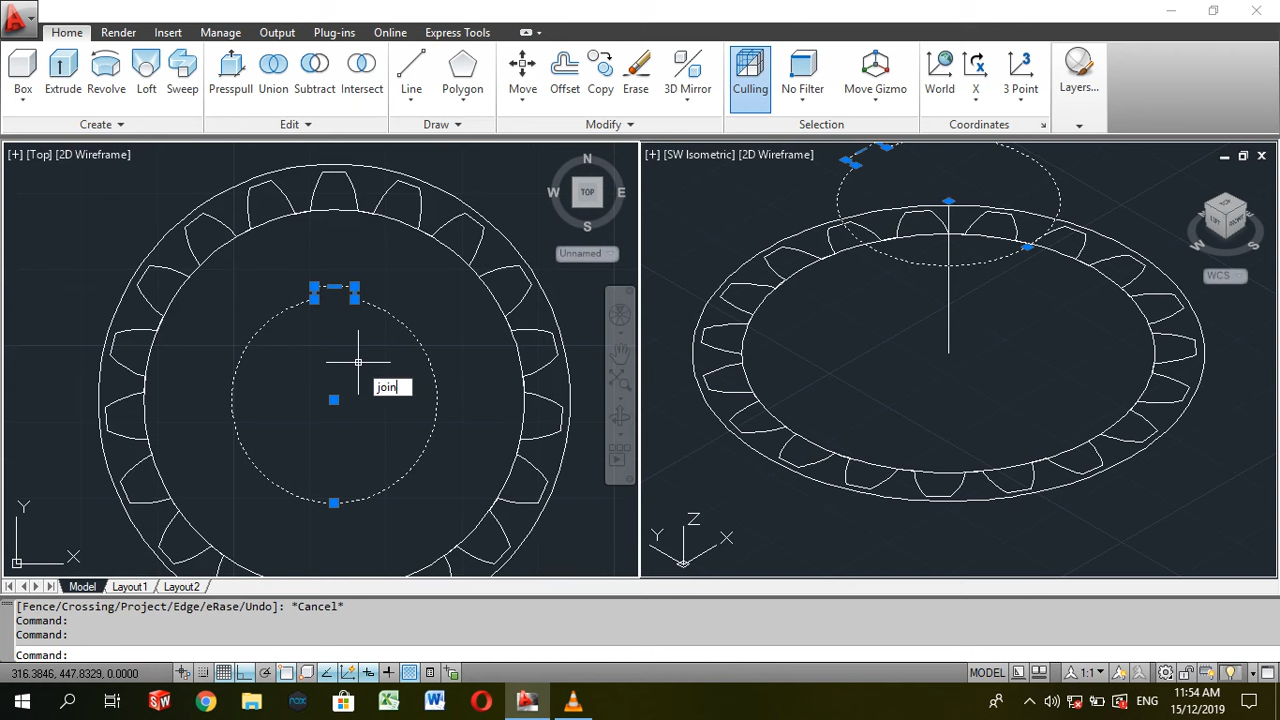 Home Render Insert Manage Output Plug-ins Online Express Tools
Box Extrude Revolve Loft Sweep Presspull Union Subtract Intersect Line Polygon Move Offset Copy Erase 3D Mirror Culling No Filter Move Gizmo World X 3 Point Layers...
Create Edit Draw Modify Selection Coordinates
[+] [Top] [2D Wireframe]
N
W TOP E
S
Unnamed
join
Y
X
[+] [SW Isometric] [2D Wireframe]
LEFT
W S
WCS
Z
Y X
Model Layout1 Layout2
[Fence/Crossing/Project/Edge/eRase/Undo]: *Cancel*
Command:
Command:
Command:
316.3846, 447.8329, 0.0000
MODEL
1:1
ENG
11:54 AM
15/12/2019